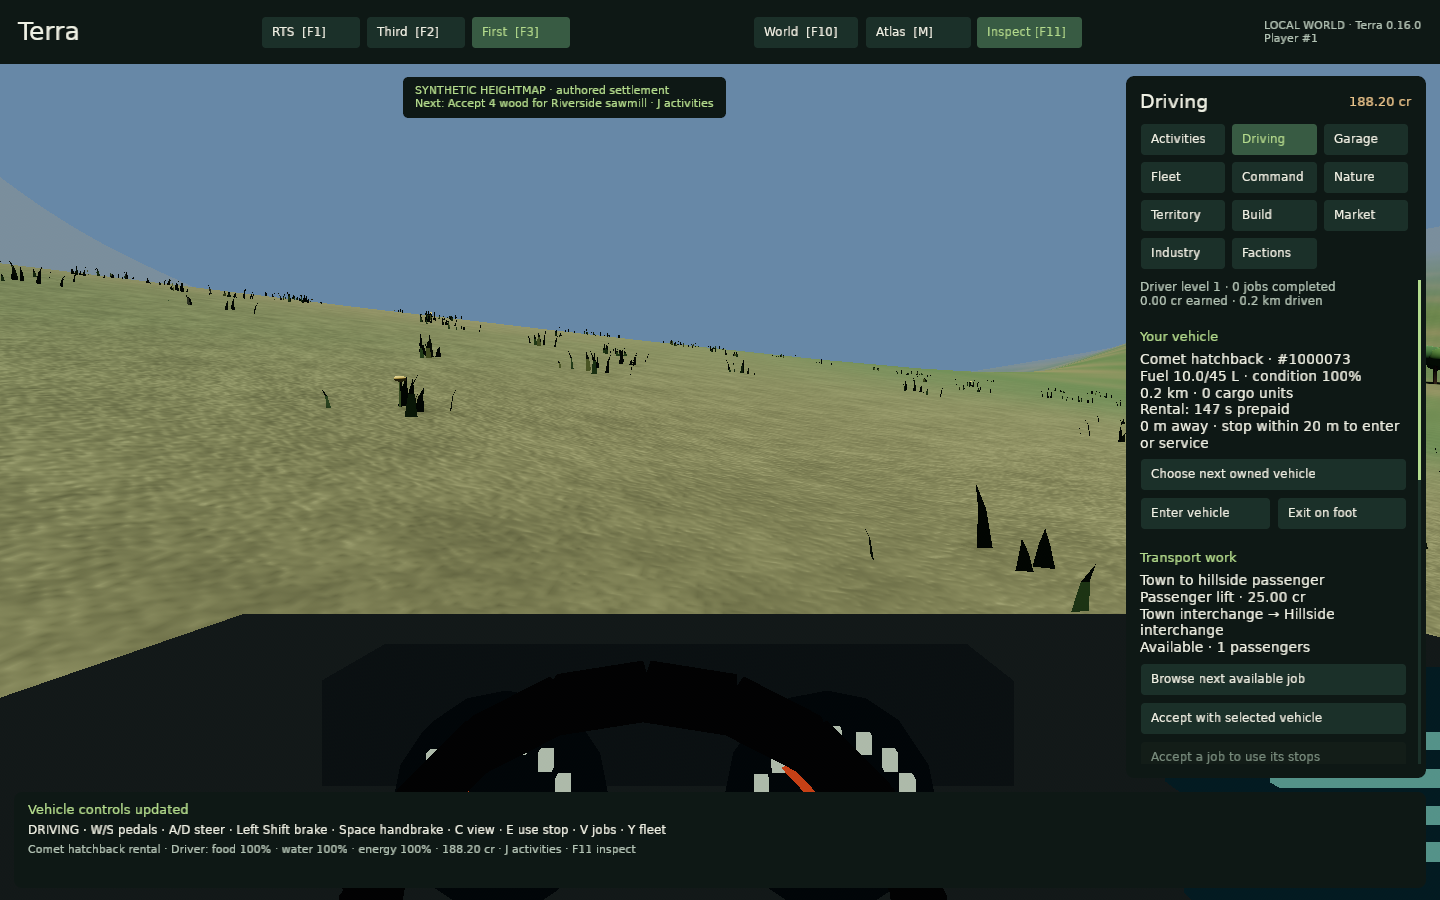 Terra
RTS [F1]
Third [F2]
First [F3]
World [F10]
Atlas [M]
Inspect [F11]
LOCAL WORLD · Terra 0.16.0
Player #1
SYNTHETIC HEIGHTMAP · authored settlement
Next: Accept 4 wood for Riverside sawmill · J activities
Driving
188.20 cr
Activities
Driving
Garage
Fleet
Command
Nature
Territory
Build
Market
Industry
Factions
Driver level 1 · 0 jobs completed
0.00 cr earned · 0.2 km driven
Your vehicle
Comet hatchback · #1000073
Fuel 10.0/45 L · condition 100%
0.2 km · 0 cargo units
Rental: 147 s prepaid
0 m away · stop within 20 m to enter
or service
Choose next owned vehicle
Enter vehicle
Exit on foot
Transport work
Town to hillside passenger
Passenger lift · 25.00 cr
Town interchange → Hillside
interchange
Available · 1 passengers
Browse next available job
Accept with selected vehicle
Accept a job to use its stops
Vehicle controls updated
DRIVING · W/S pedals · A/D steer · Left Shift brake · Space handbrake · C view · E use stop · V jobs · Y fleet
Comet hatchback rental · Driver: food 100% · water 100% · energy 100% · 188.20 cr · J activities · F11 inspect